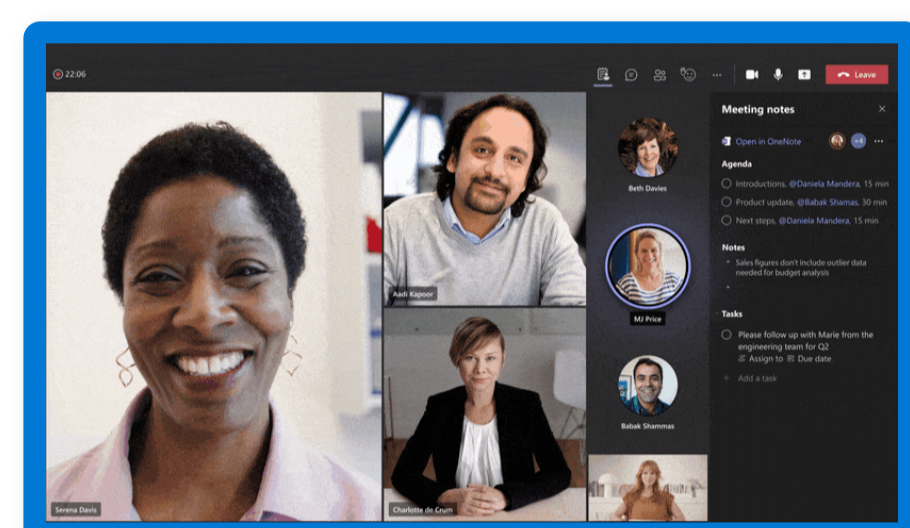 22:06
Leave
Serena Davis
Aadi Kapoor
Charlotte de Crum
Beth Davies
MJ Price
Babak Shammas
Meeting notes
Open in OneNote
+4
Agenda
Introductions, @Daniela Mandera, 15 min
Product update, @Babak Shamas, 30 min
Next steps, @Daniela Mandera, 15 min
Notes
Sales figures don't include outlier data
needed for budget analysis
Tasks
Please follow up with Marie from the
engineering team for Q2
Assign to Due date
+ Add a task